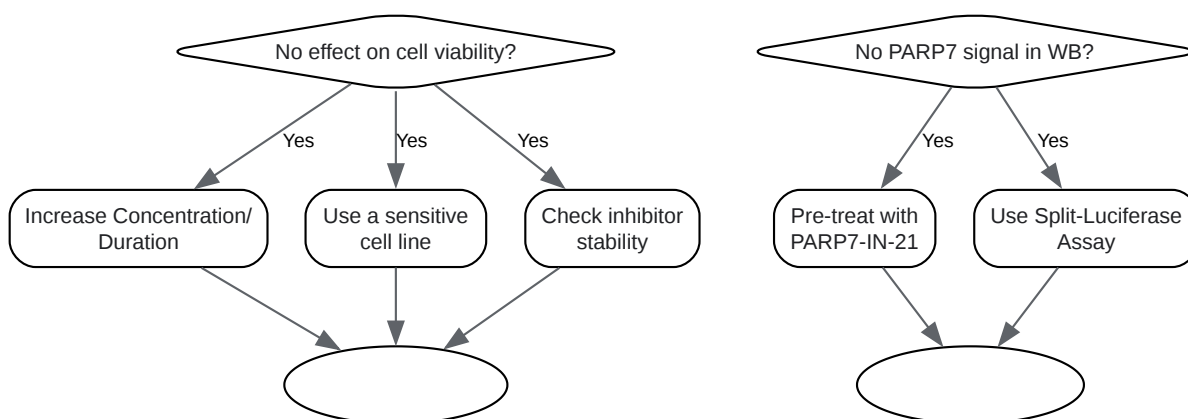 No effect on cell viability?
No PARP7 signal in WB?
Yes
Yes
Yes
Yes
Yes
Increase Concentration/
Duration
Use a sensitive
cell line
Check inhibitor
stability
Pre-treat with
PARP7-IN-21
Use Split-Luciferase
Assay